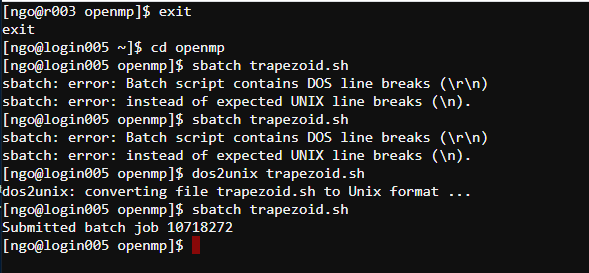 [ngo@r003 openmp]$ exit
exit
[ngo@login005 ~]$ cd openmp
[ngo@login005 openmp]$ sbatch trapezoid.sh
sbatch: error: Batch script contains DOS line breaks (\r\n)
sbatch: error: instead of expected UNIX line breaks (\n).
[ngo@login005 openmp]$ sbatch trapezoid.sh
sbatch: error: Batch script contains DOS line breaks (\r\n)
sbatch: error: instead of expected UNIX line breaks (\n).
[ngo@login005 openmp]$ dos2unix trapezoid.sh
dos2unix: converting file trapezoid.sh to Unix format ...
[ngo@login005 openmp]$ sbatch trapezoid.sh
Submitted batch job 10718272
[ngo@login005 openmp]$